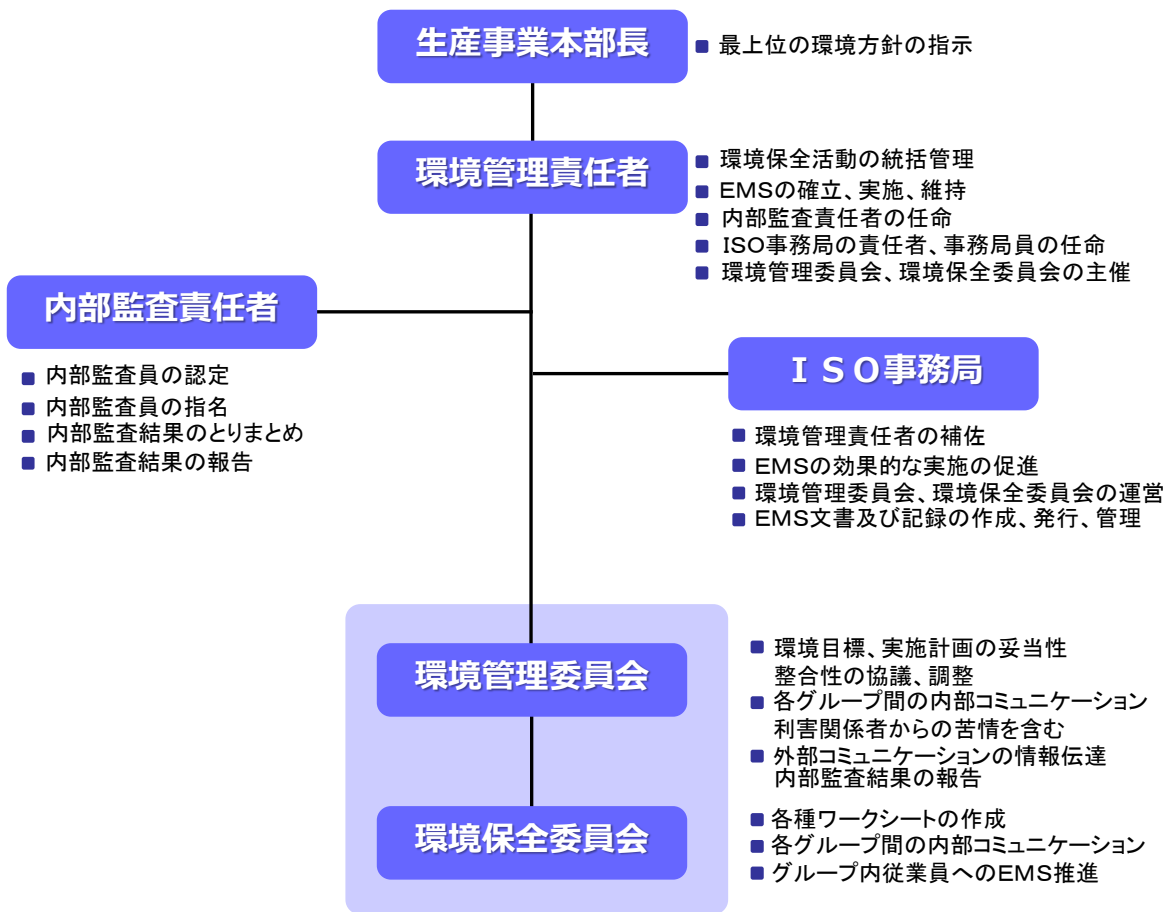 生産事業本部長
■ 最上位の環境方針の指示
環境管理責任者
■ 環境保全活動の統括管理
■ EMSの確立、実施、維持
■ 内部監査責任者の任命
■ ISO事務局の責任者、事務局員の任命
■ 環境管理委員会、環境保全委員会の主催
内部監査責任者
■ 内部監査員の認定
■ 内部監査員の指名
■ 内部監査結果のとりまとめ
■ 内部監査結果の報告
ISO事務局
■ 環境管理責任者の補佐
■ EMSの効果的な実施の促進
■ 環境管理委員会、環境保全委員会の運営
■ EMS文書及び記録の作成、発行、管理
環境管理委員会
■ 環境目標、実施計画の妥当性
整合性の協議、調整
■ 各グループ間の内部コミュニケーション
利害関係者からの苦情を含む
■ 外部コミュニケーションの情報伝達
内部監査結果の報告
環境保全委員会
■ 各種ワークシートの作成
■ 各グループ間の内部コミュニケーション
■ グループ内従業員へのEMS推進